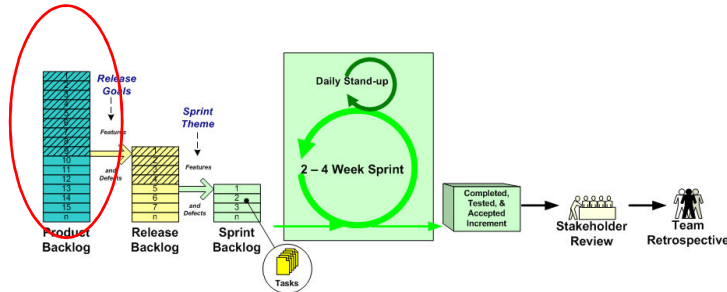 Release
Goals
Features
and
Defects
1
2
3
4
5
6
7
8
9
10
11
12
13
14
15
n
Product
Backlog
Sprint
Theme
Features
and
Defects
1
2
3
4
5
6
7
n
Release
Backlog
1
2
3
n
Sprint
Backlog
Tasks
Daily Stand-up
2 – 4 Week Sprint
Completed,
Tested, &
Accepted
Increment
Stakeholder
Review
Team
Retrospective